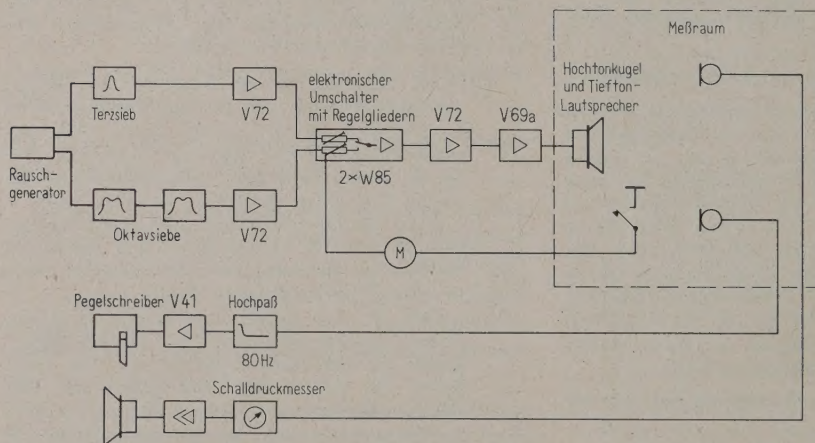 Meßraum
elektronischer
Umschalter
mit Regelgliedern
Hochtonkugel
und Tiefton-
Lautsprecher
Terzsieb
V72
V72
V69a
Rausch-
generator
2×W85
Oktavsiebe
V72
M
Pegelschreiber V41
Hochpaß
80Hz
Schalldruckmesser